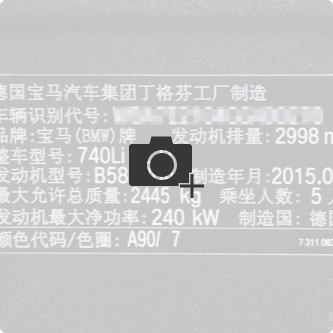 德国宝马汽车集团丁格芬工厂制造
车辆识别代号:
品牌:宝马(BMW)牌 发动机排量: 2998 m
整车型号: 740Li
发动机型号: B58 制造年月: 2015.0
最大允许总质量: 2445 kg 乘坐人数: 5 人
发动机最大净功率: 240 kW 制造国: 德国
颜色代码/色圈: A90/ 7 7 311 083